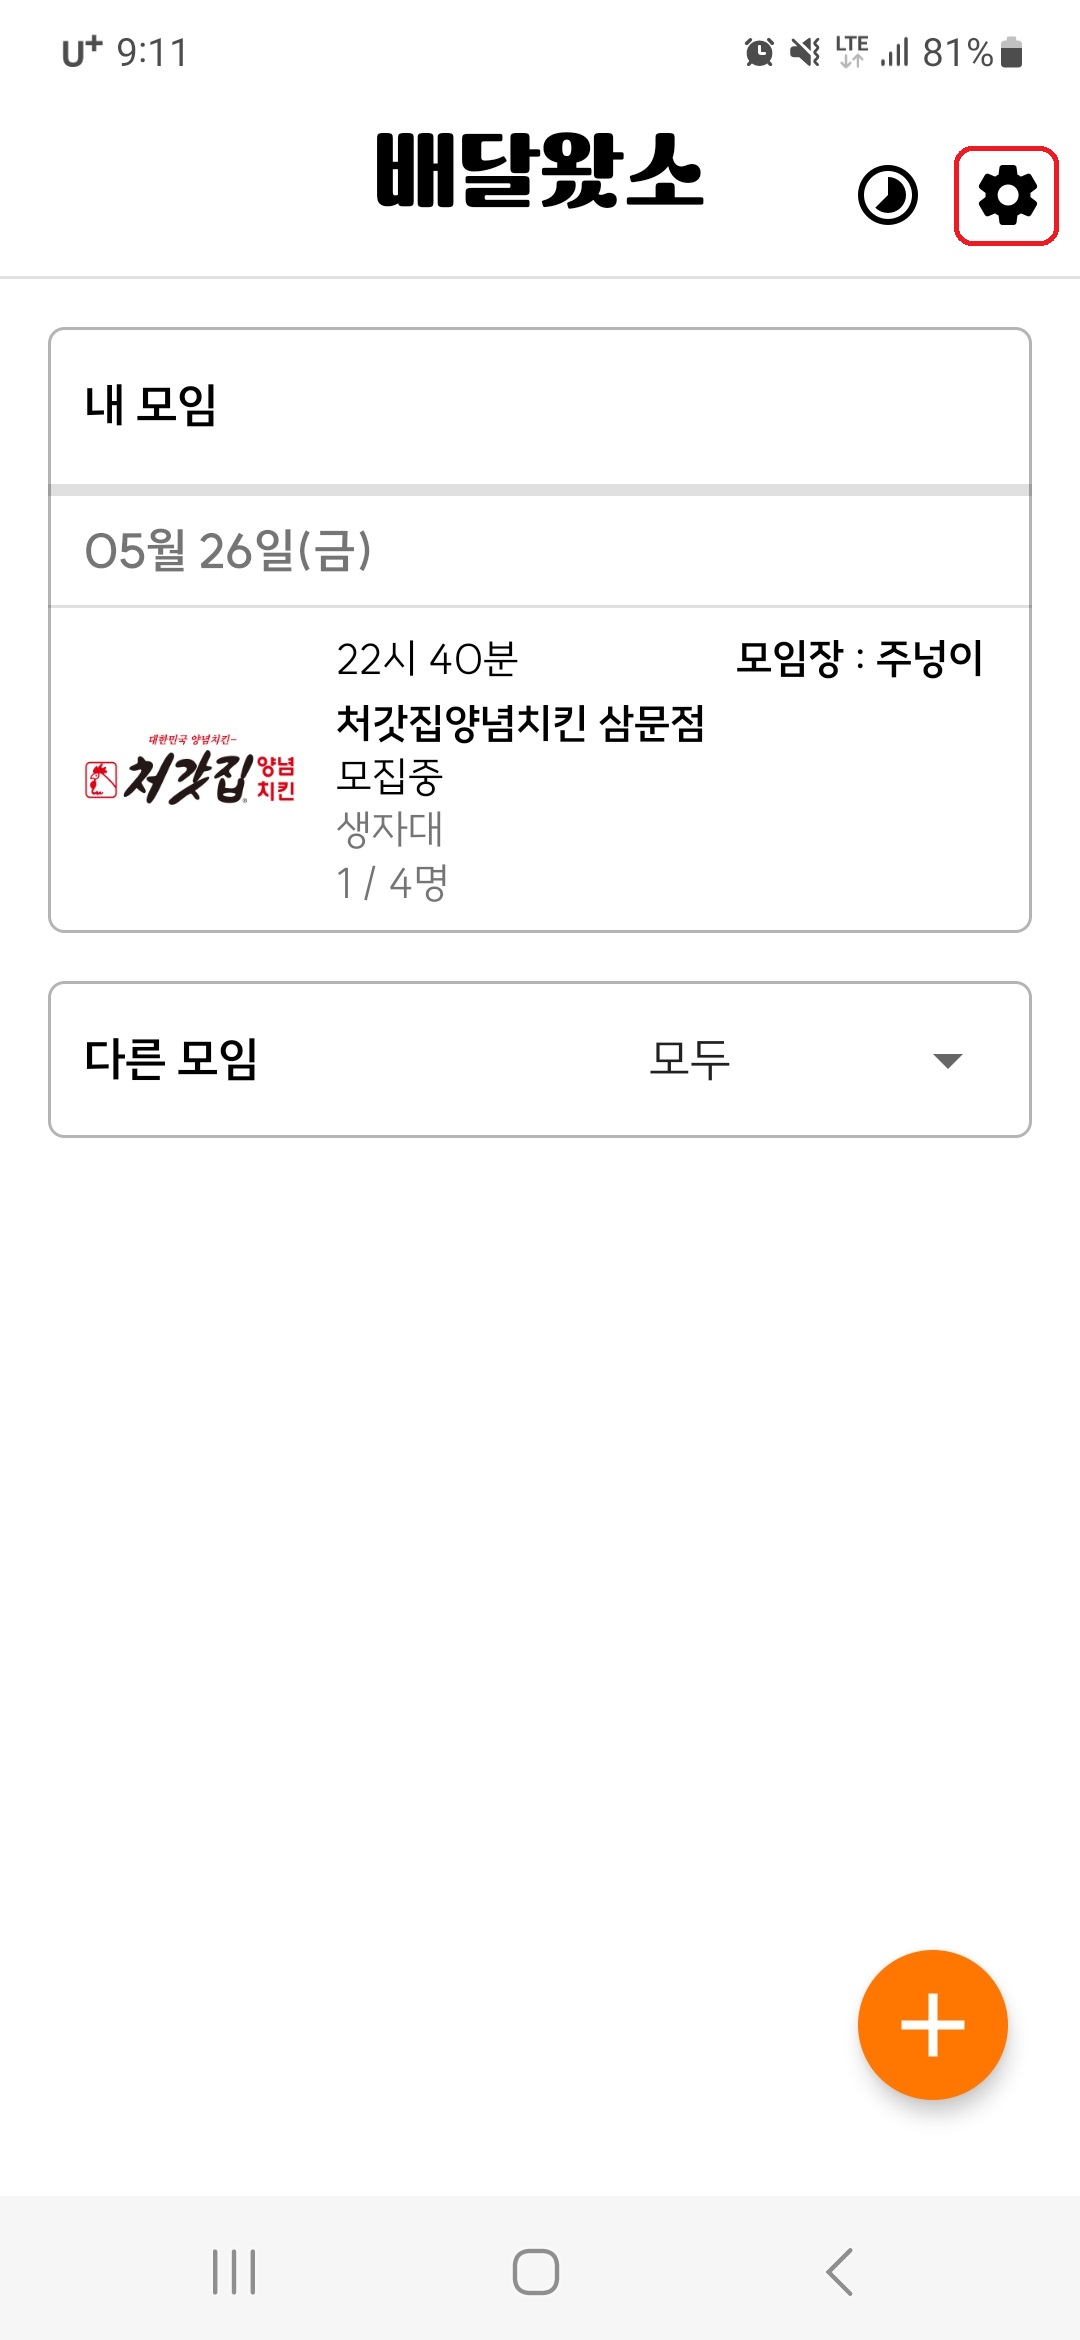 U+ 9:11 LTE 81%
배달왔소
내 모임
05월 26일(금)
22시 40분 모임장 : 주넝이
처갓집양념치킨 삼문점
대한민국 양념치킨~
처갓집 양념
치킨
모집중
생자대
1 / 4명
다른 모임 모두